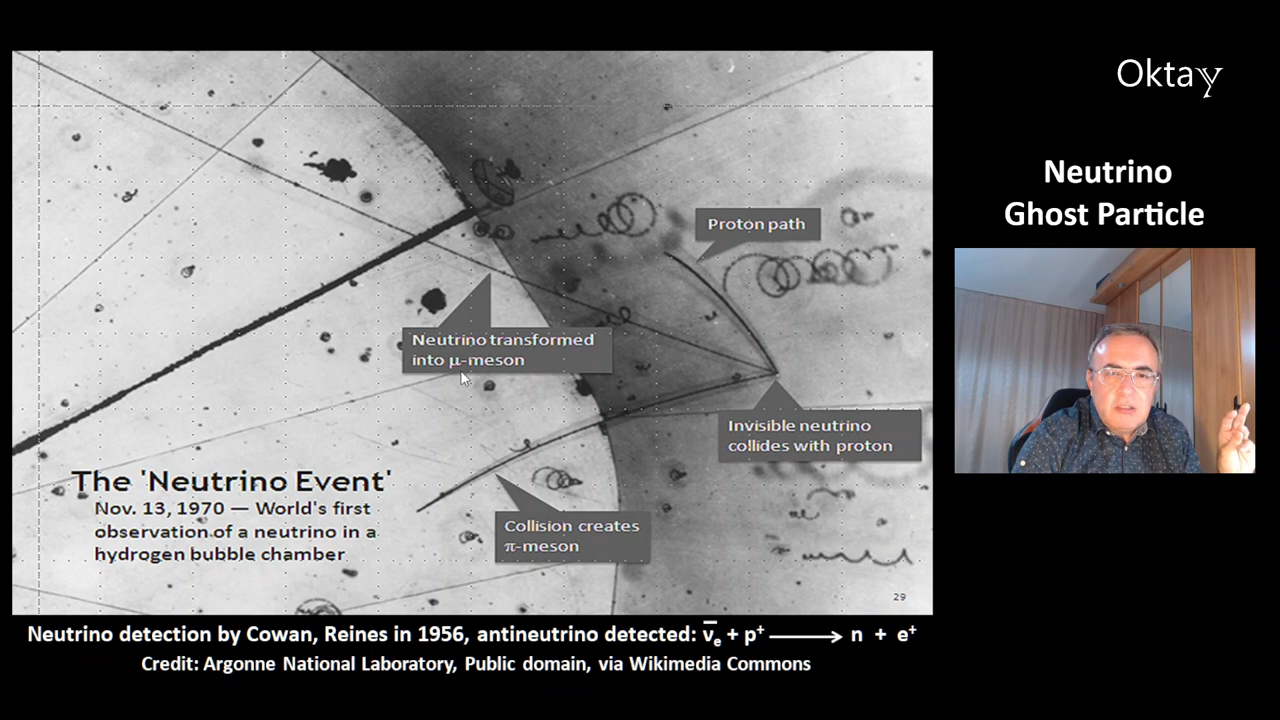 Oktay
Neutrino
Ghost Particle
Proton path
Neutrino transformed
into μ-meson
Invisible neutrino
collides with proton
The 'Neutrino Event'
Nov. 13, 1970 — World's first
observation of a neutrino in a
hydrogen bubble chamber
Collision creates
π-meson
29
Neutrino detection by Cowan, Reines in 1956, antineutrino detected: ν̅ₑ + p⁺ ⟶ n + e⁺
Credit: Argonne National Laboratory, Public domain, via Wikimedia Commons